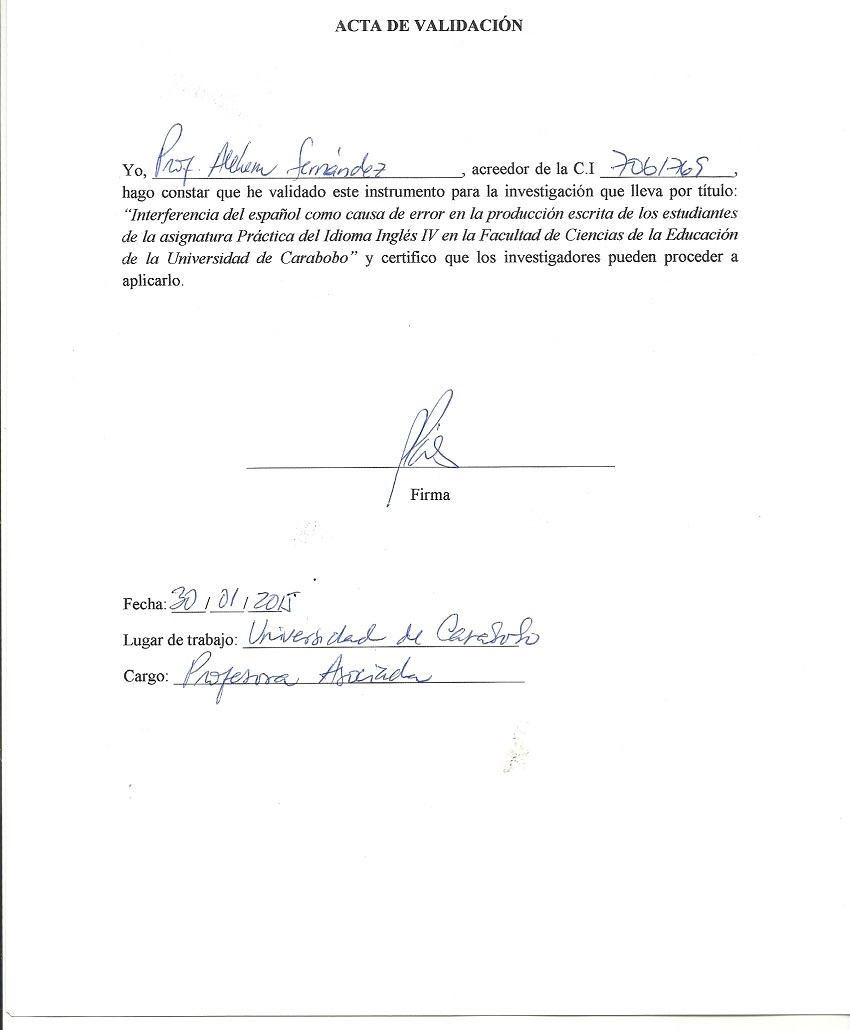 ACTA DE VALIDACIÓN
Yo, Prof. Fernández, acreedor de la C.I 7061765,
hago constar que he validado este instrumento para la investigación que lleva por título:
“Interferencia del español como causa de error en la producción escrita de los estudiantes
de la asignatura Práctica del Idioma Inglés IV en la Facultad de Ciencias de la Educación
de la Universidad de Carabobo” y certifico que los investigadores pueden proceder a
aplicarlo.
Firma
Fecha: 30 / 01 / 2015
Lugar de trabajo: Universidad de Carabobo
Cargo: Profesora Asociada